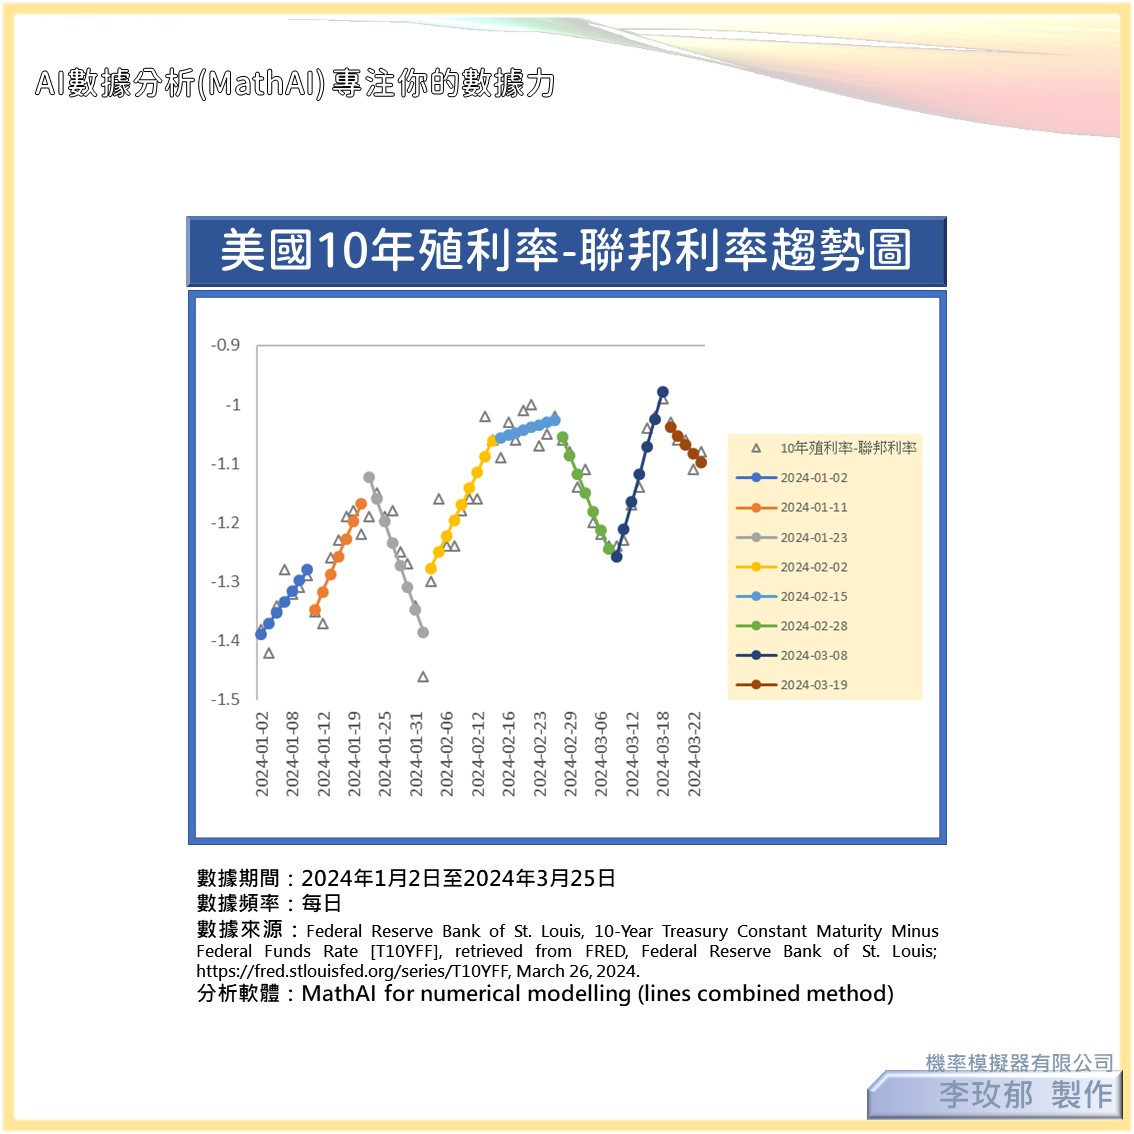 AI數據分析(MathAI) 專注你的數據力
美國10年殖利率-聯邦利率趨勢圖
-0.9
-1
-1.1
-1.2
-1.3
-1.4
-1.5
2024-01-02
2024-01-08
2024-01-12
2024-01-19
2024-01-25
2024-01-31
2024-02-06
2024-02-12
2024-02-16
2024-02-23
2024-02-29
2024-03-06
2024-03-12
2024-03-18
2024-03-22
10年殖利率-聯邦利率
2024-01-02
2024-01-11
2024-01-23
2024-02-02
2024-02-15
2024-02-28
2024-03-08
2024-03-19
數據期間：2024年1月2日至2024年3月25日
數據頻率：每日
數據來源：Federal Reserve Bank of St. Louis, 10-Year Treasury Constant Maturity Minus
Federal Funds Rate [T10YFF], retrieved from FRED, Federal Reserve Bank of St. Louis;
https://fred.stlouisfed.org/series/T10YFF, March 26, 2024.
分析軟體：MathAI for numerical modelling (lines combined method)
機率模擬器有限公司
李玫郁 製作